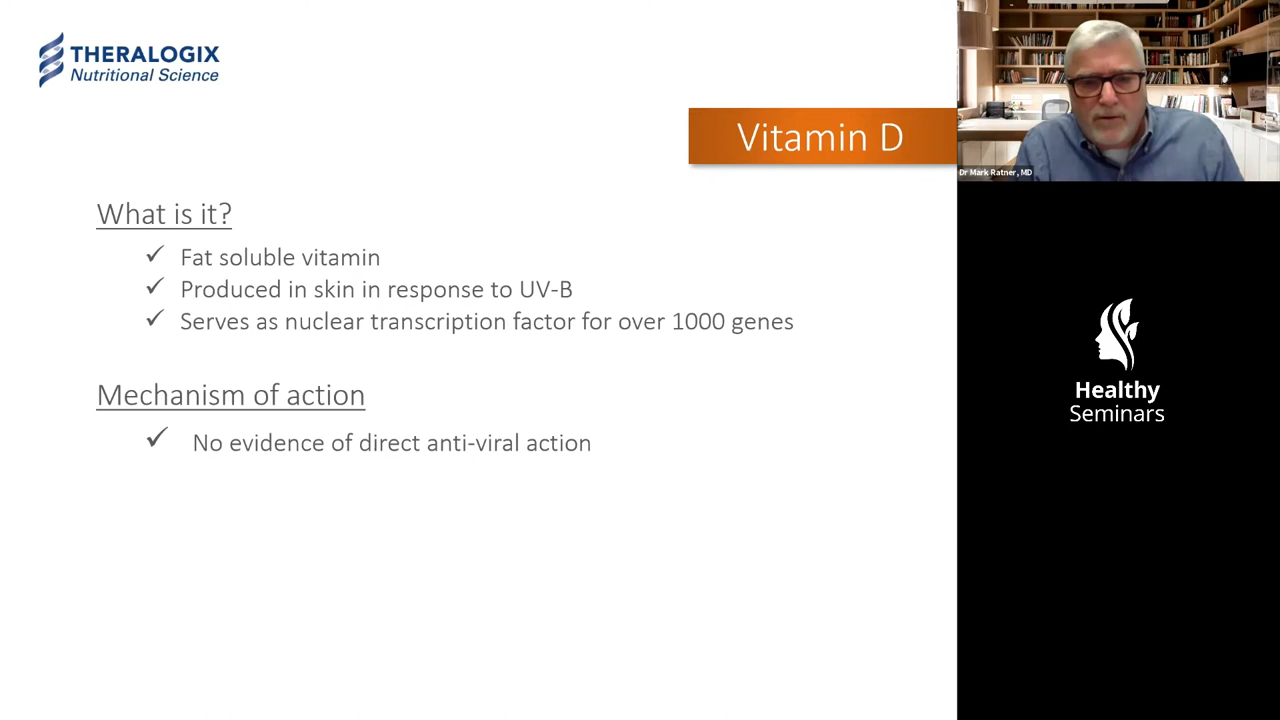 THERALOGIX
Nutritional Science
Vitamin D
Dr Mark Ratner, MD
What is it?
✓ Fat soluble vitamin
✓ Produced in skin in response to UV-B
✓ Serves as nuclear transcription factor for over 1000 genes
Mechanism of action
✓ No evidence of direct anti-viral action
Healthy
Seminars